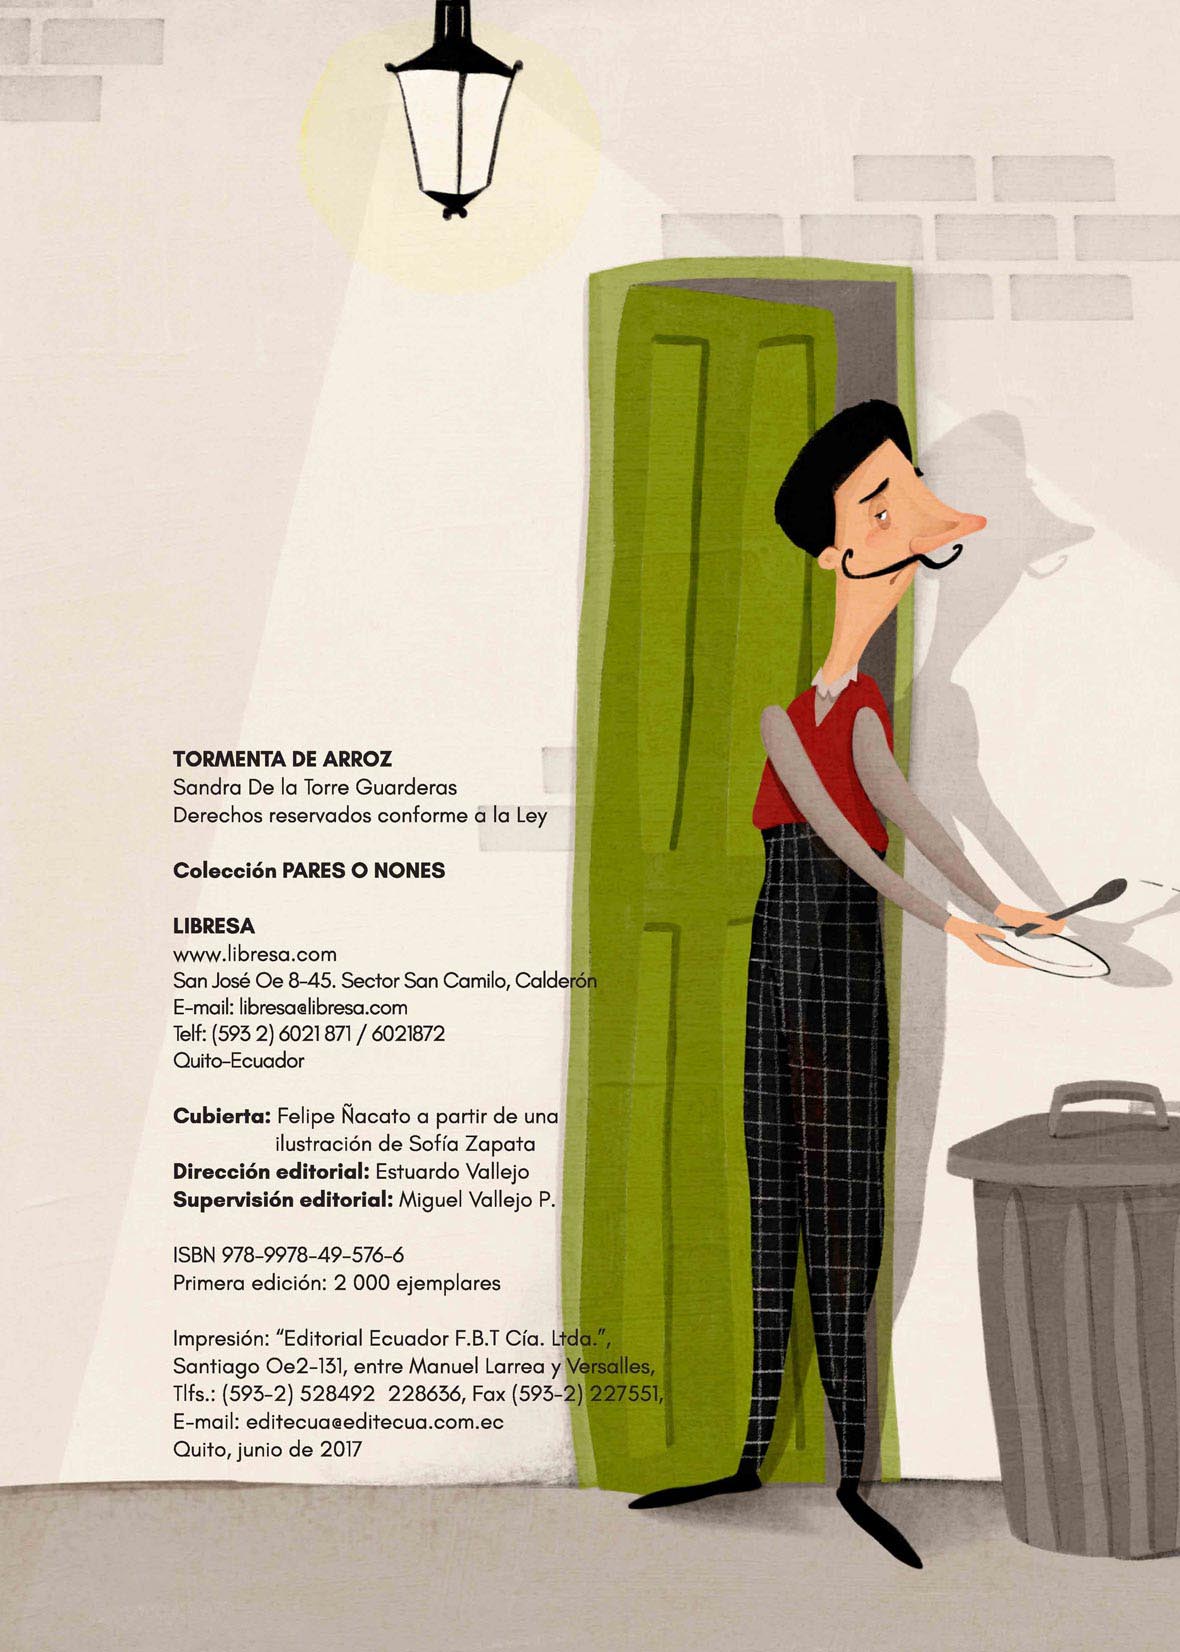 TORMENTA DE ARROZ
Sandra De la Torre Guarderas
Derechos reservados conforme a la Ley
Colección PARES O NONES
LIBRESA
www.libresa.com
San José Oe 8-45. Sector San Camilo, Calderón
E-mail: libresa@libresa.com
Telf: (593 2) 6021 871 / 6021872
Quito-Ecuador
Cubierta: Felipe Ñacato a partir de una
ilustración de Sofía Zapata
Dirección editorial: Estuardo Vallejo
Supervisión editorial: Miguel Vallejo P.
ISBN 978-9978-49-576-6
Primera edición: 2 000 ejemplares
Impresión: “Editorial Ecuador F.B.T Cía. Ltda.”,
Santiago Oe2-131, entre Manuel Larrea y Versalles,
Tlfs.: (593-2) 528492  228636, Fax (593-2) 227551,
E-mail: editecua@editecua.com.ec
Quito, junio de 2017